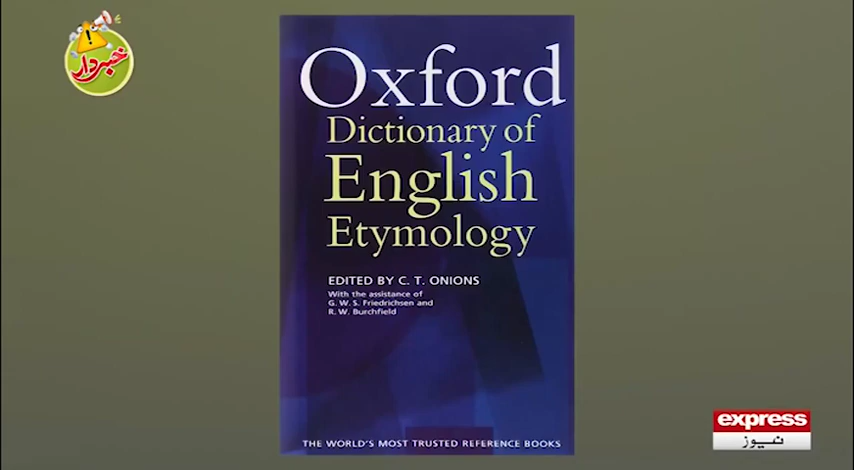 خبردار
Oxford
Dictionary of
English
Etymology
EDITED BY C. T. ONIONS
With the assistance of
G. W. S. Friedrichsen and
R. W. Burchfield
THE WORLD'S MOST TRUSTED REFERENCE BOOKS
express
نیوز